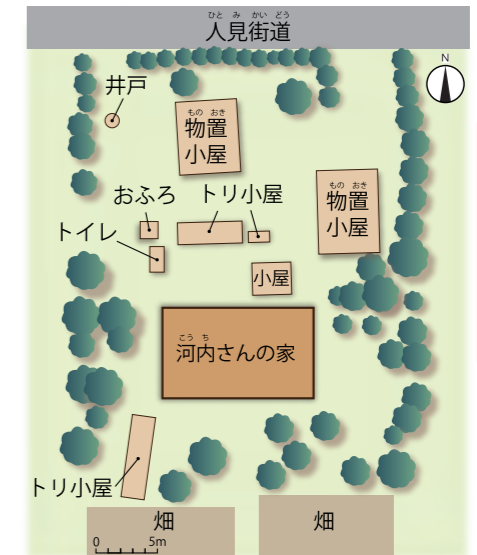 ひとみかいどう
人見街道
N
井戸
ものおき
物置
小屋
おふろ
トリ小屋
ものおき
物置
小屋
トイレ
小屋
こうち
河内さんの家
トリ小屋
畑
畑
0
5m